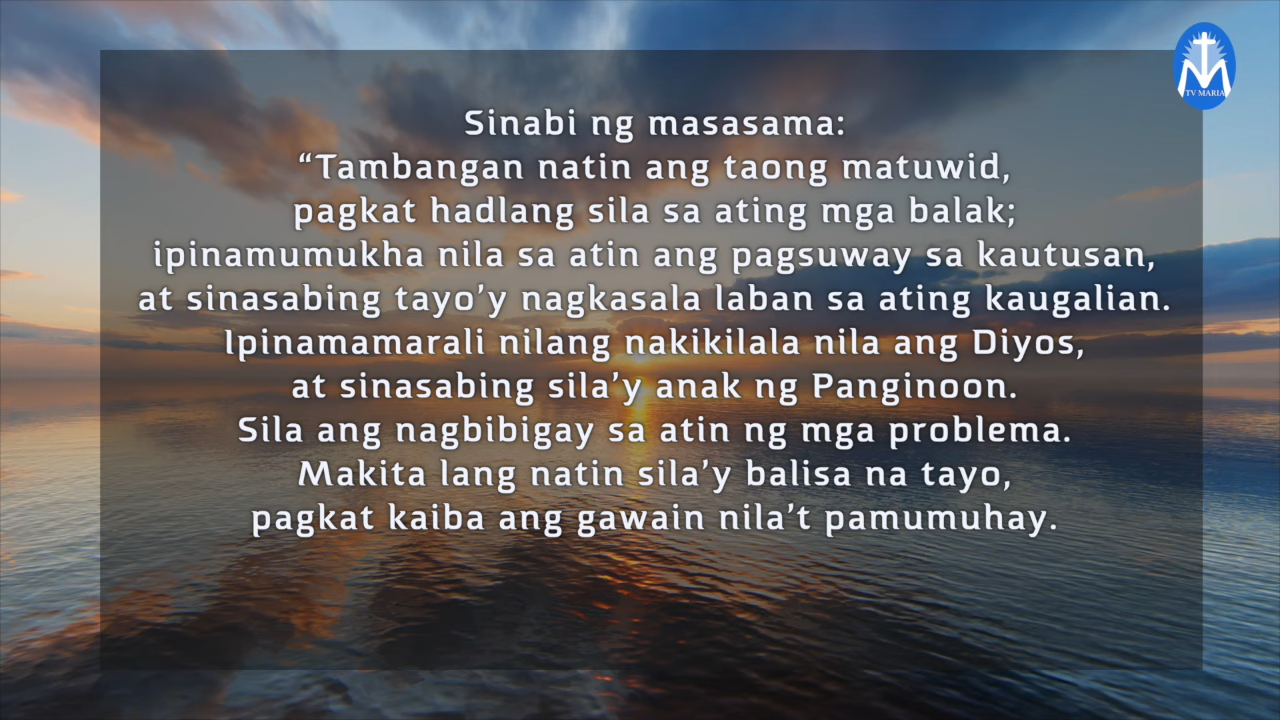 TV MARIA
Sinabi ng masasama:
“Tambangan natin ang taong matuwid,
pagkat hadlang sila sa ating mga balak;
ipinamumukha nila sa atin ang pagsuway sa kautusan,
at sinasabing tayo’y nagkasala laban sa ating kaugalian.
Ipinamamarali nilang nakikilala nila ang Diyos,
at sinasabing sila’y anak ng Panginoon.
Sila ang nagbibigay sa atin ng mga problema.
Makita lang natin sila’y balisa na tayo,
pagkat kaiba ang gawain nila’t pamumuhay.